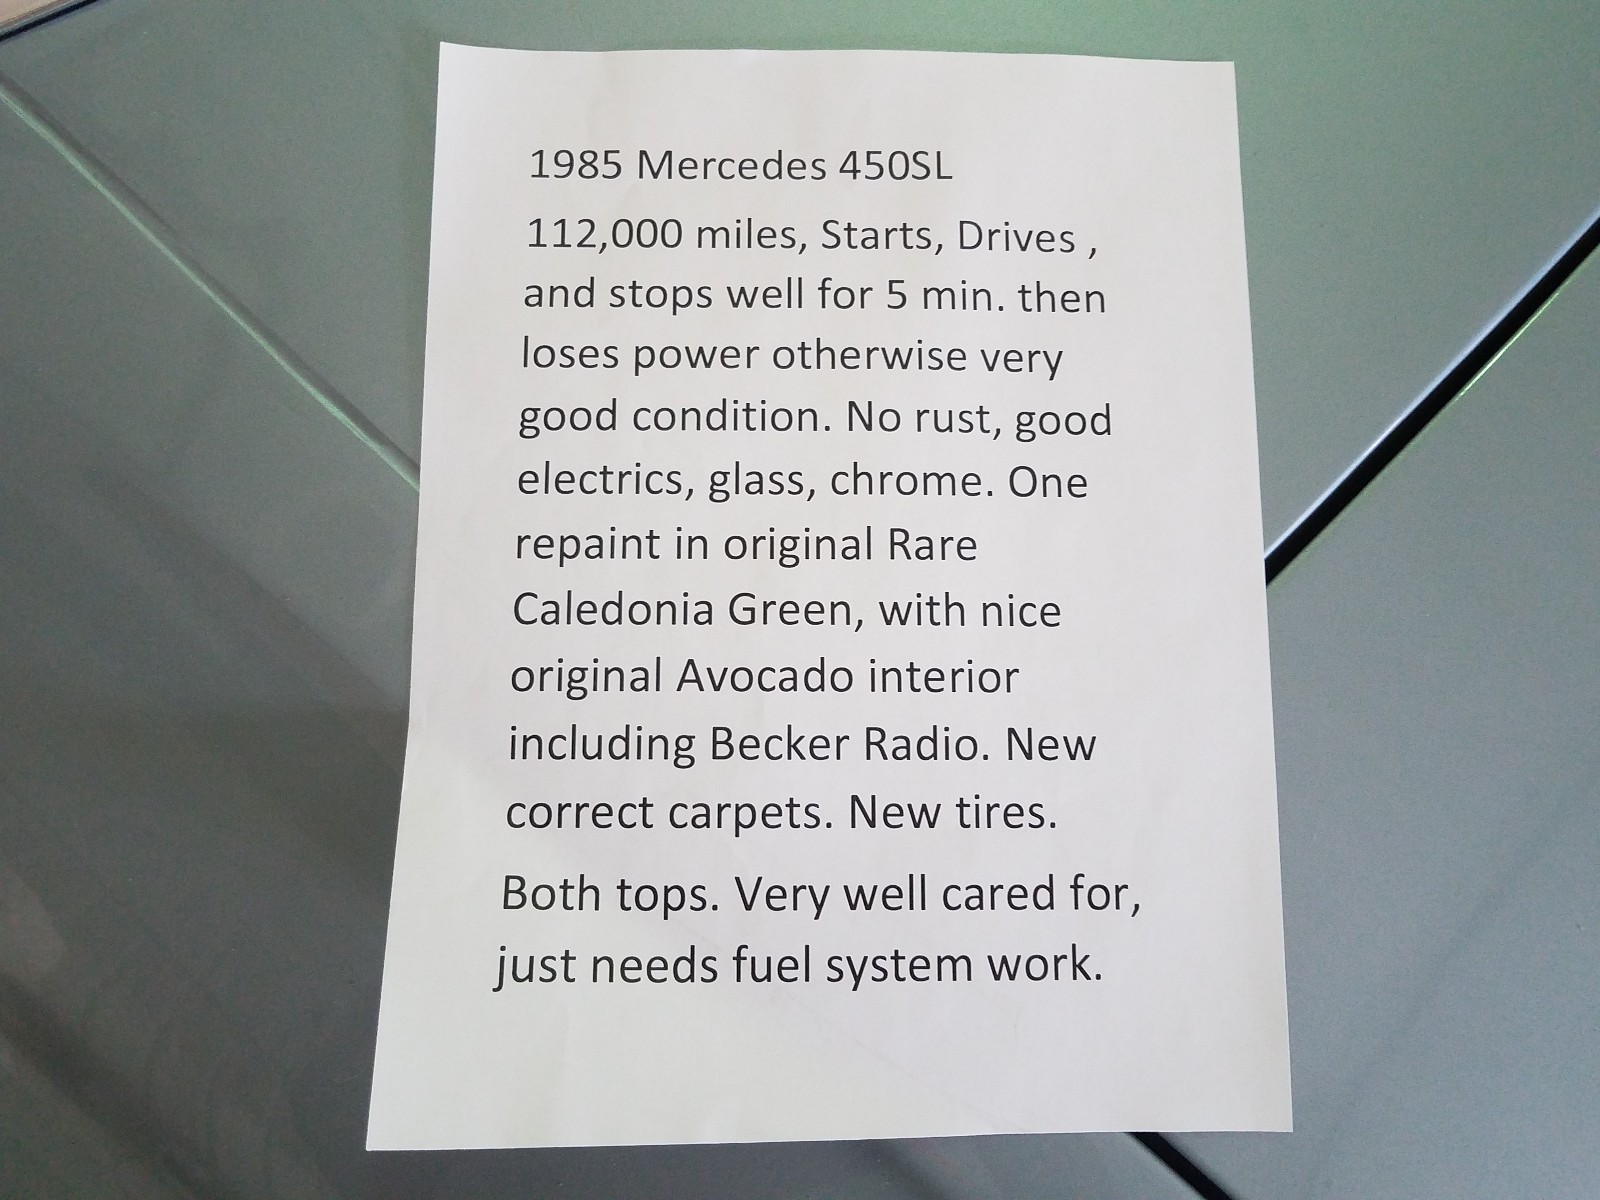 1985 Mercedes 450SL
112,000 miles, Starts, Drives ,
and stops well for 5 min. then
loses power otherwise very
good condition. No rust, good
electrics, glass, chrome. One
repaint in original Rare
Caledonia Green, with nice
original Avocado interior
including Becker Radio. New
correct carpets. New tires.
Both tops. Very well cared for,
just needs fuel system work.